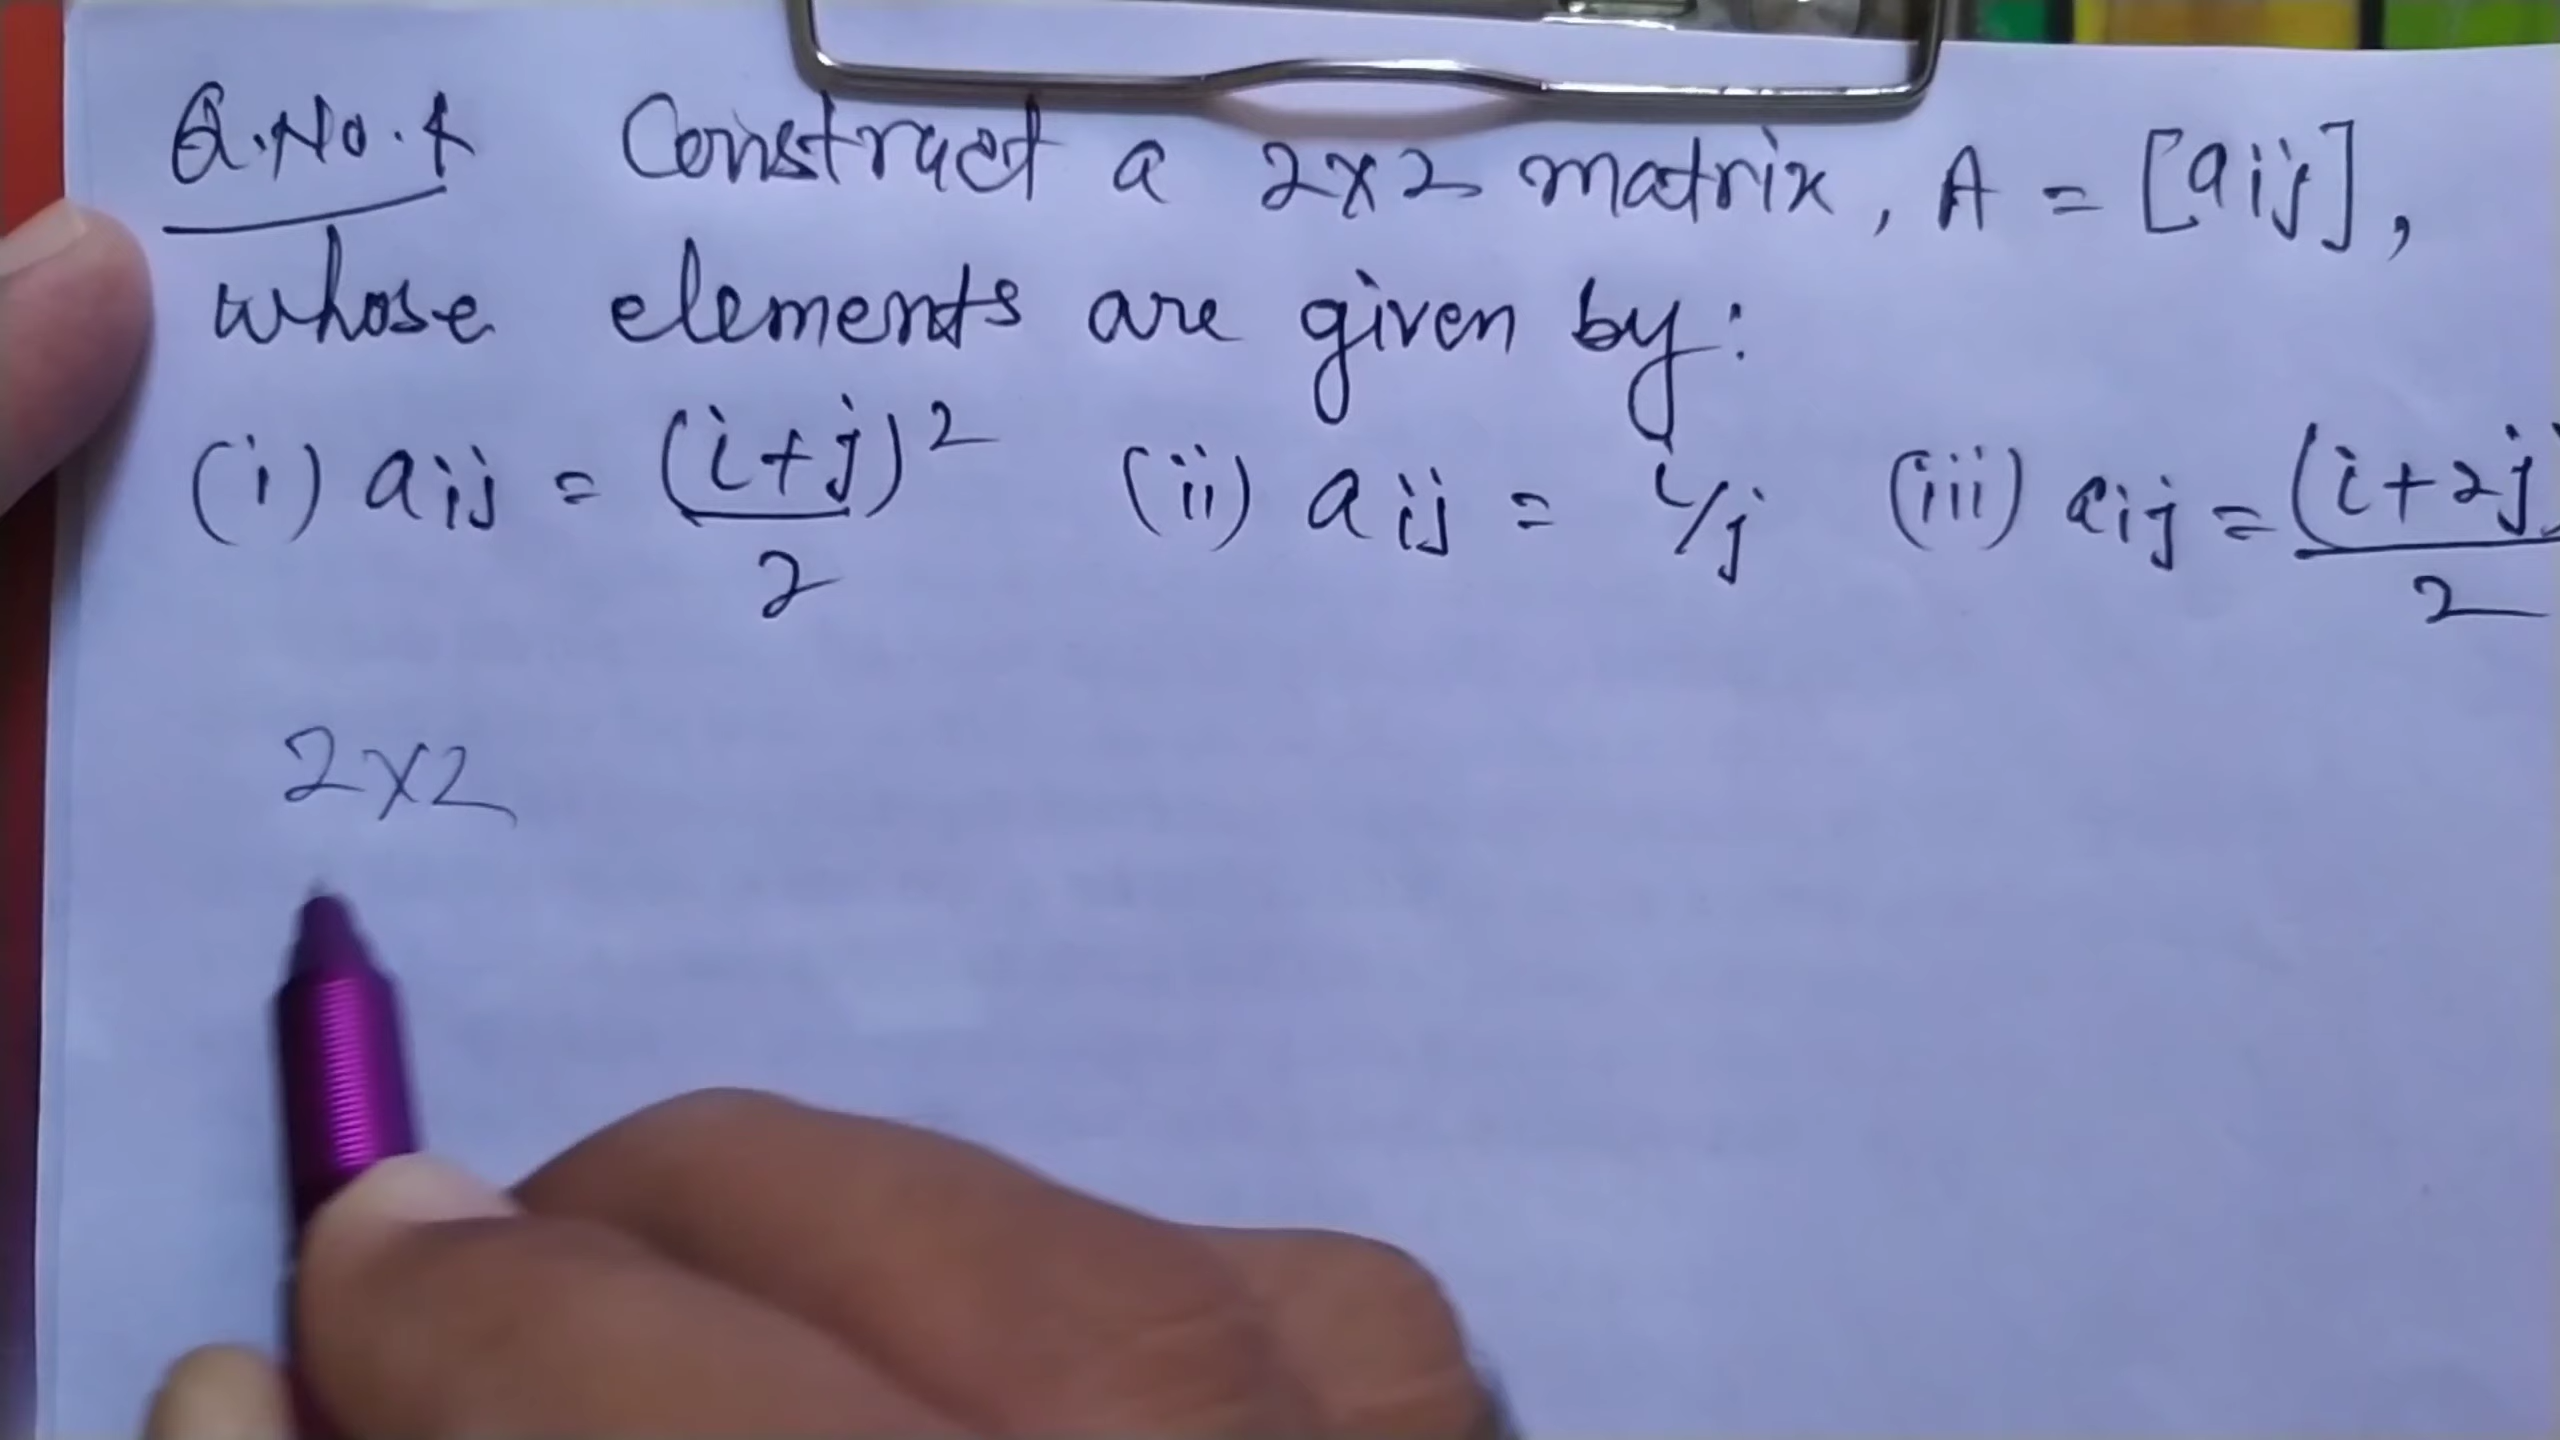 Q.No.4 Construct a 2x2 matrix, A = [aij],
whose elements are given by:
(i) aij = (i+j)²/2 (ii) aij = i/j (iii) aij = (i+2j)/2
2x2